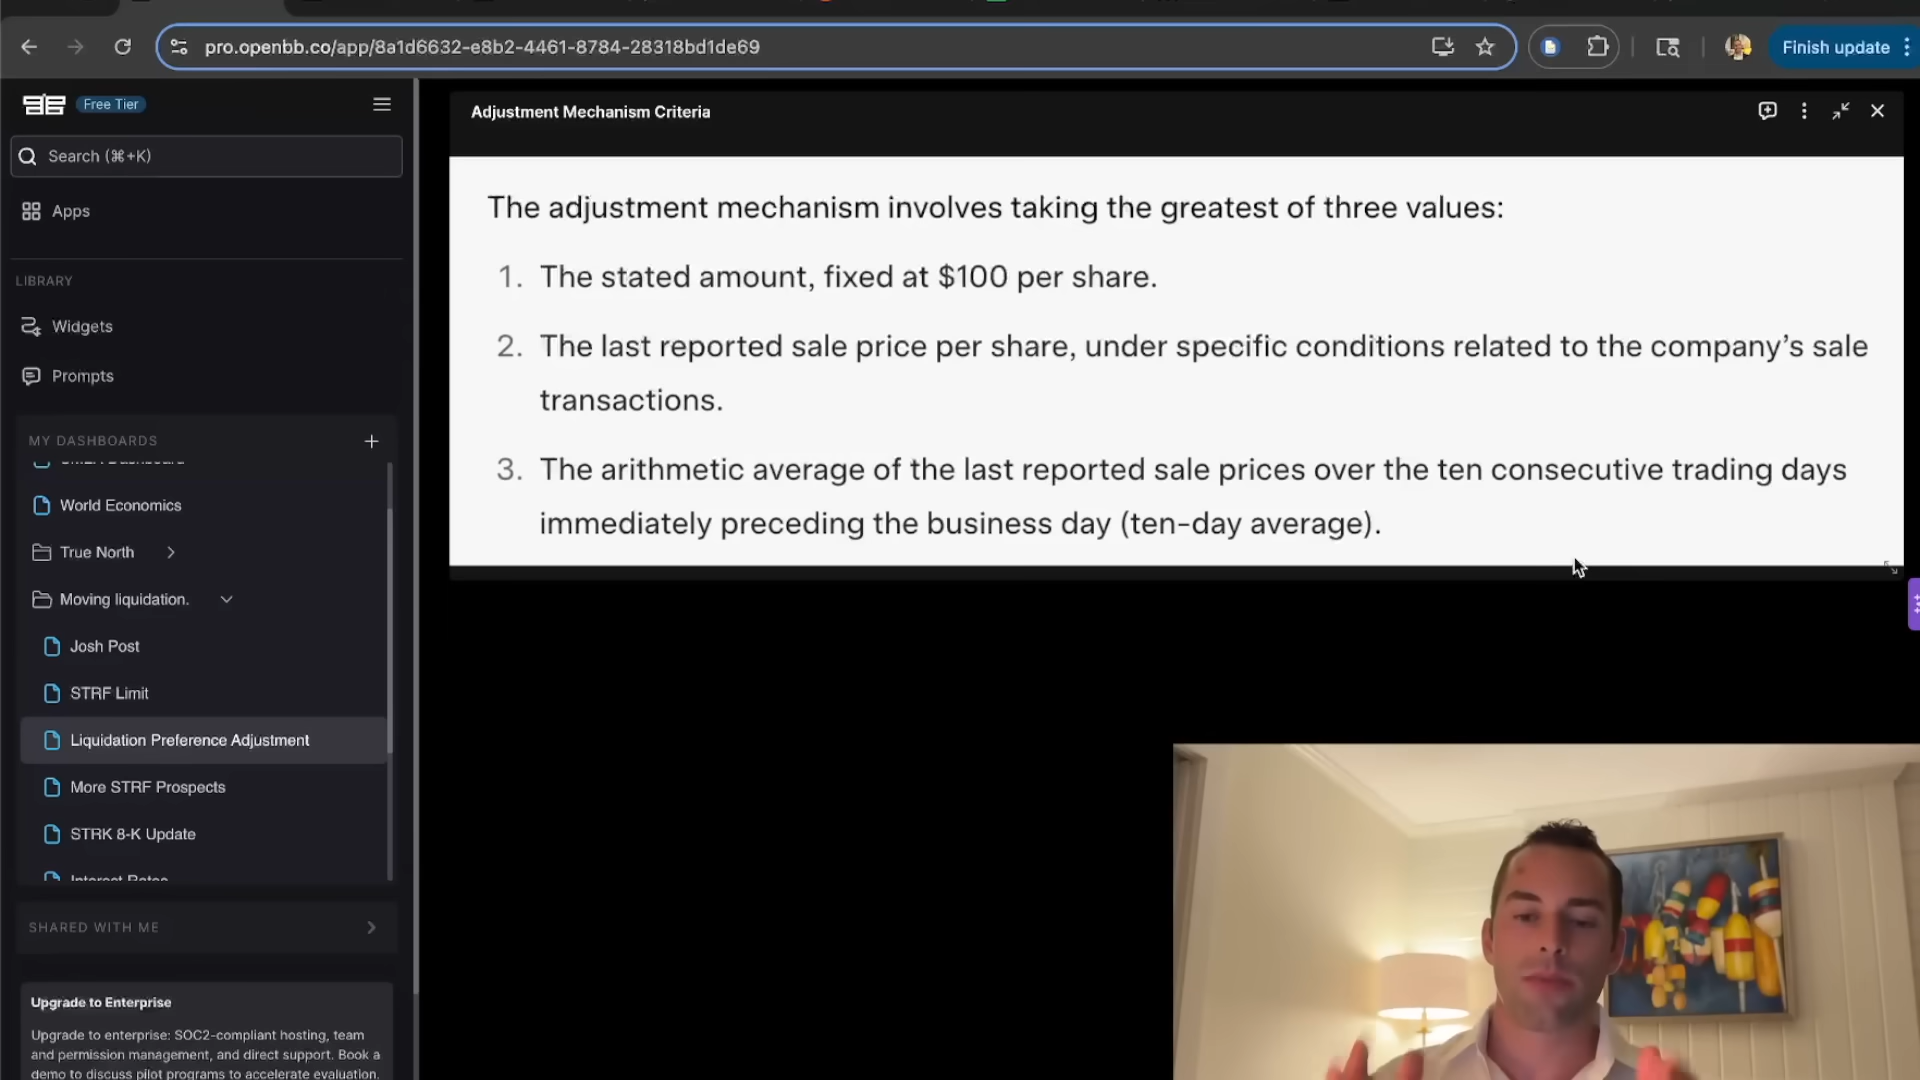 pro.openbb.co/app/8a1d6632-e8b2-4461-8784-28318bd1de69
Finish update
Free Tier
Search (⌘+K)
Apps
LIBRARY
Widgets
Prompts
MY DASHBOARDS
World Economics
True North
Moving liquidation.
Josh Post
STRF Limit
Liquidation Preference Adjustment
More STRF Prospects
STRK 8-K Update
Interest Rates
SHARED WITH ME
Upgrade to Enterprise
Upgrade to enterprise: SOC2-compliant hosting, team
and permission management, and direct support. Book a
demo to discuss pilot programs to accelerate evaluation.
Adjustment Mechanism Criteria
The adjustment mechanism involves taking the greatest of three values:
1. The stated amount, fixed at $100 per share.
2. The last reported sale price per share, under specific conditions related to the company’s sale
transactions.
3. The arithmetic average of the last reported sale prices over the ten consecutive trading days
immediately preceding the business day (ten-day average).